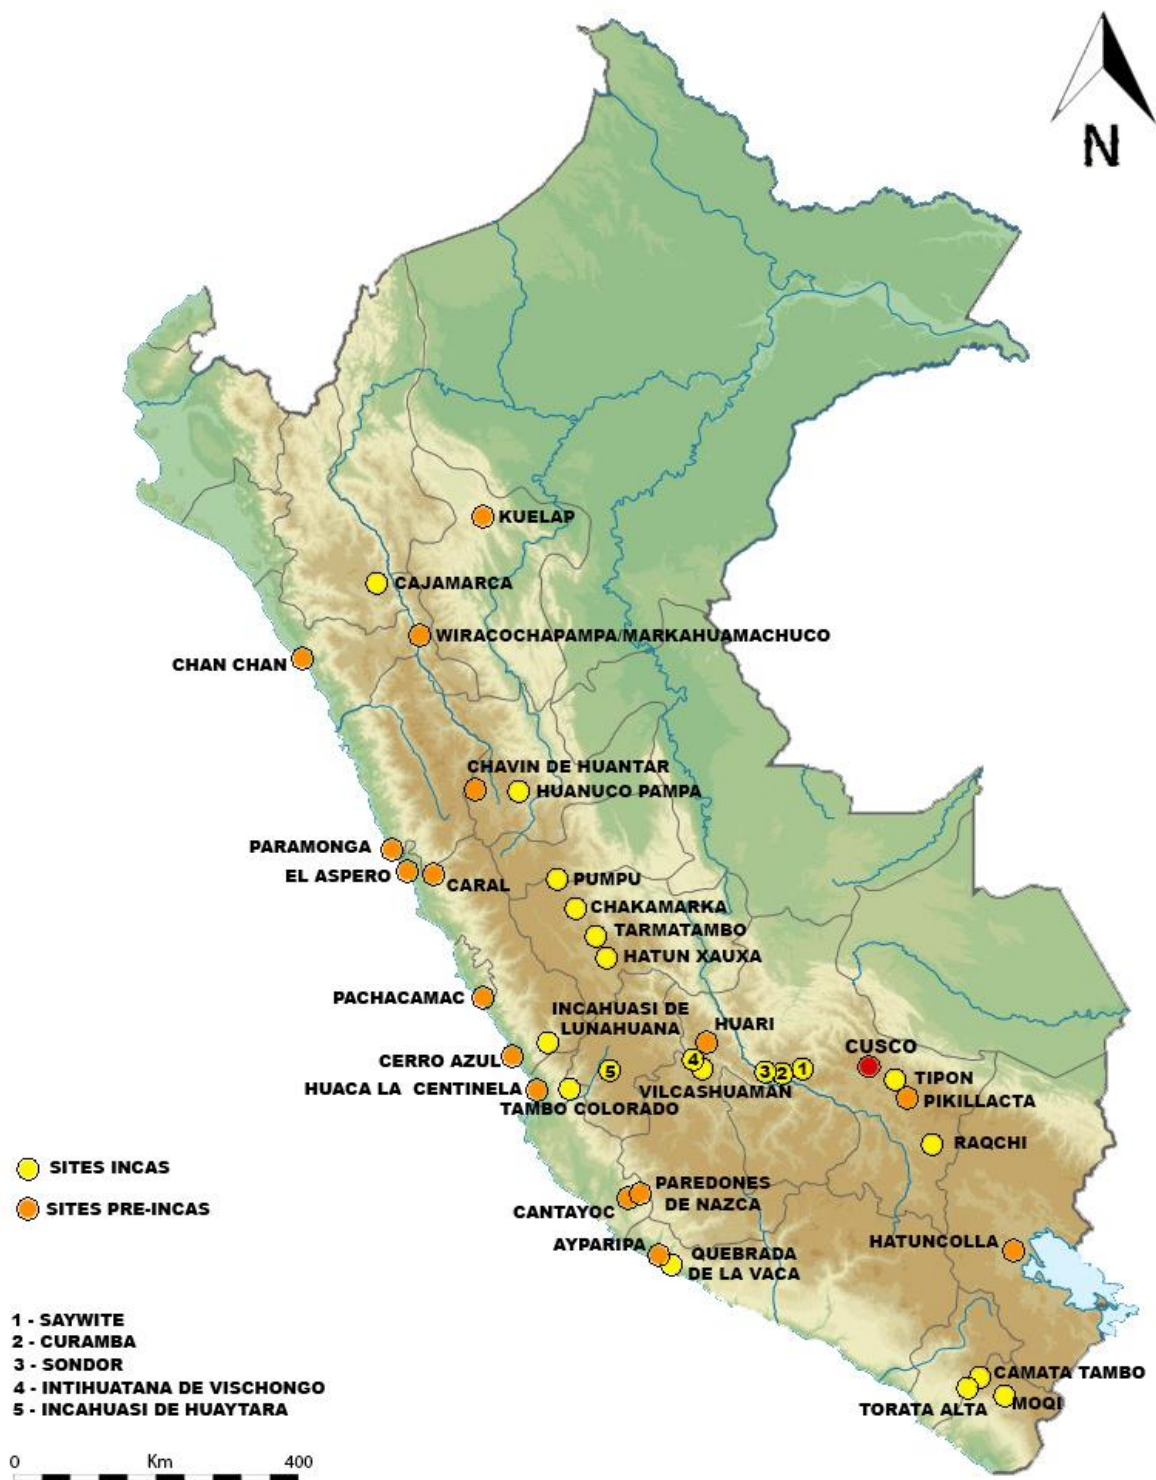 N
KUELAP
CAJAMARCA
WIRACOCHAPAMPA/MARKAHUAMACHUCO
CHAN CHAN
CHAVIN DE HUANTAR
HUANUCO PAMPA
PARAMONGA
EL ASPERO
CARAL
PUMPU
CHAKAMARKA
TARMATAMBO
HATUN XAUXA
PACHACAMAC
INCAHUASI DE
LUNAHUANA
HUARI
CERRO AZUL
CUSCO
4
5
3
2
1
TIPON
HUACA LA CENTINELA
VILCASHUAMAN
PIKILLACTA
TAMBO COLORADO
RAQCHI
SITES INCAS
SITES PRE-INCAS
PAREDONES
DE NAZCA
CANTAYOC
AYPARIPA
QUEBRADA
DE LA VACA
HATUNCOLLA
1 - SAYWITE
2 - CURAMBA
3 - SONDOR
4 - INTIHUATANA DE VISCHONGO
5 - INCAHUASI DE HUAYTARA
CAMATA TAMBO
TORATA ALTA
MOQI
0 Km 400